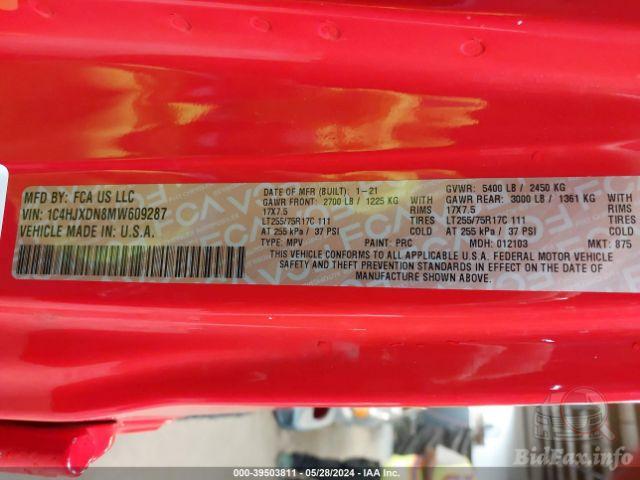 MFD BY: FCA US LLC
VIN: 1C4HJXDN8MW609287
VEHICLE MADE IN: U.S.A.
DATE OF MFR (BUILT): 1-21
GVWR: 5400 LB / 2450 KG
GAWR FRONT: 2700 LB / 1225 KG WITH
GAWR REAR: 3000 LB / 1361 KG WITH
17X7.5 RIMS
17X7.5 RIMS
LT255/75R17C 111 TIRES
LT255/75R17C 111 TIRES
AT 255 kPa / 37 PSI COLD
AT 255 kPa / 37 PSI COLD
TYPE: MPV PAINT: PRC MDH: 012103 MKT: 875
THIS VEHICLE CONFORMS TO ALL APPLICABLE U.S.A. FEDERAL MOTOR VEHICLE
SAFETY AND THEFT PREVENTION STANDARDS IN EFFECT ON THE DATE OF
MANUFACTURE SHOWN ABOVE.
000-39503811 - 05/28/2024 - IAA Inc.
BidFax.info